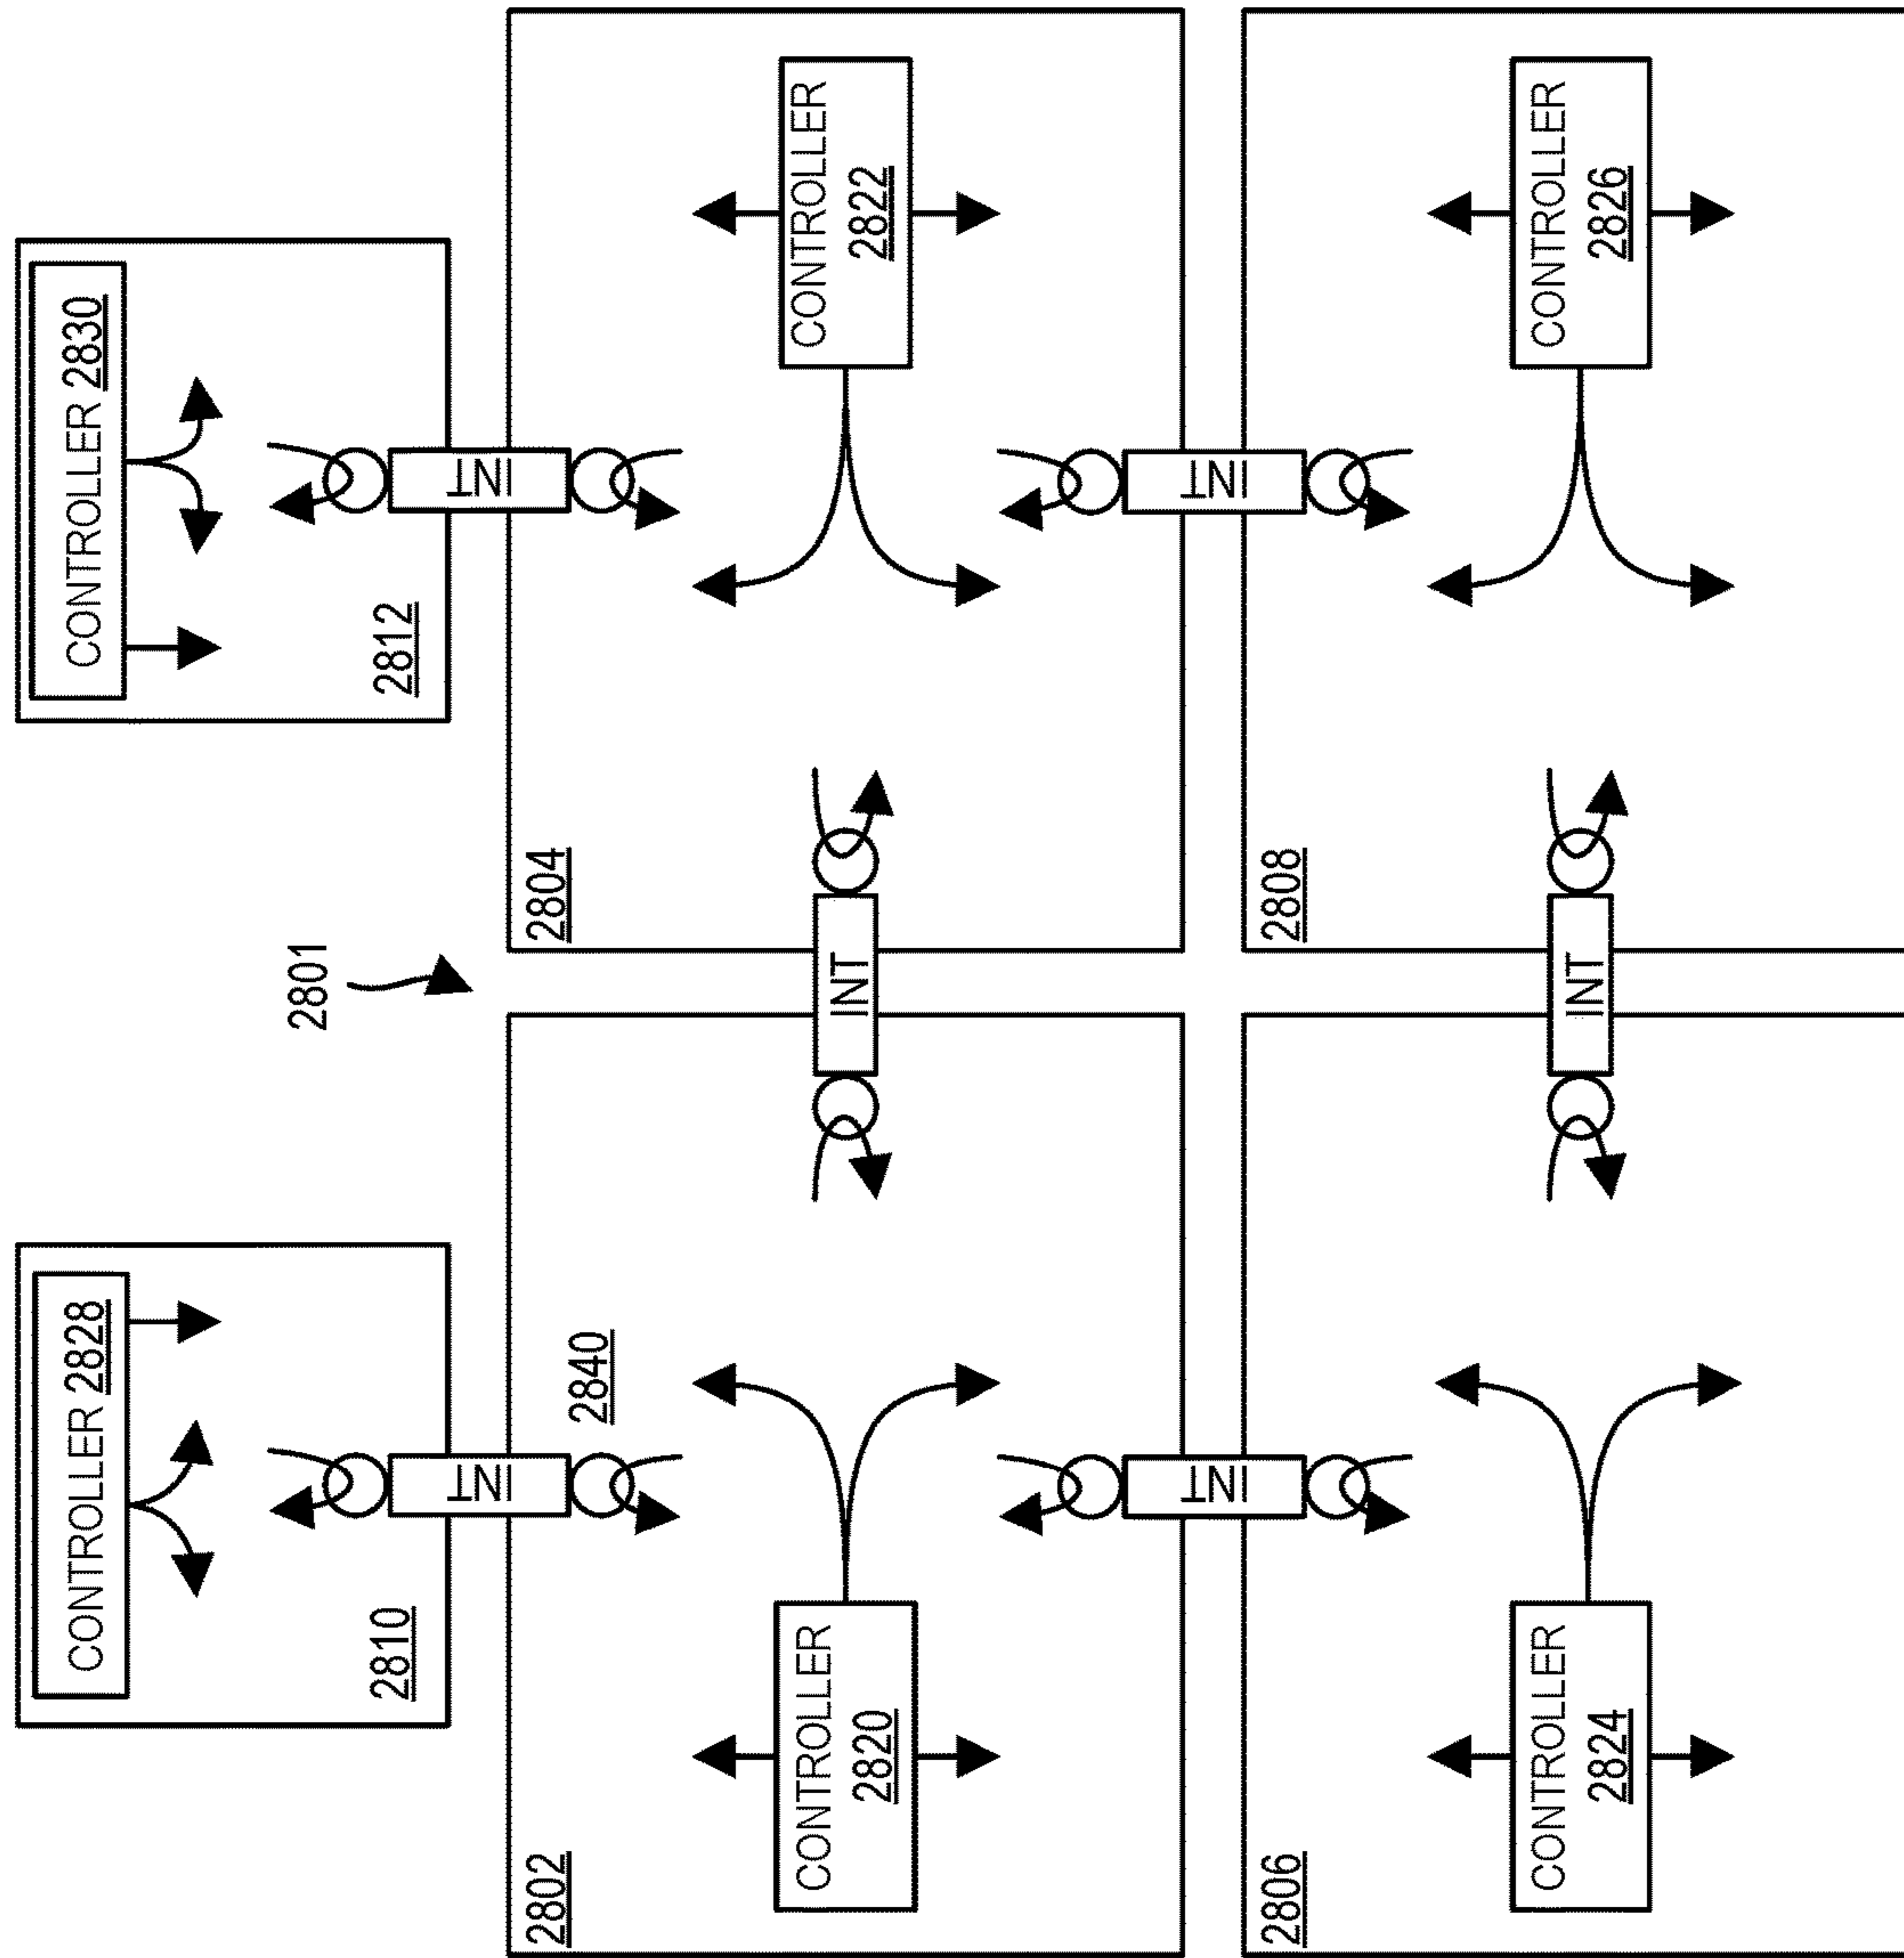 CONTROLLER 2828
CONTROLLER 2830
2801
2810
2812
INT
INT
2802
2840
2804
CONTROLLER
2820
INT
CONTROLLER
2822
INT
INT
2806
2808
CONTROLLER
2824
INT
CONTROLLER
2826